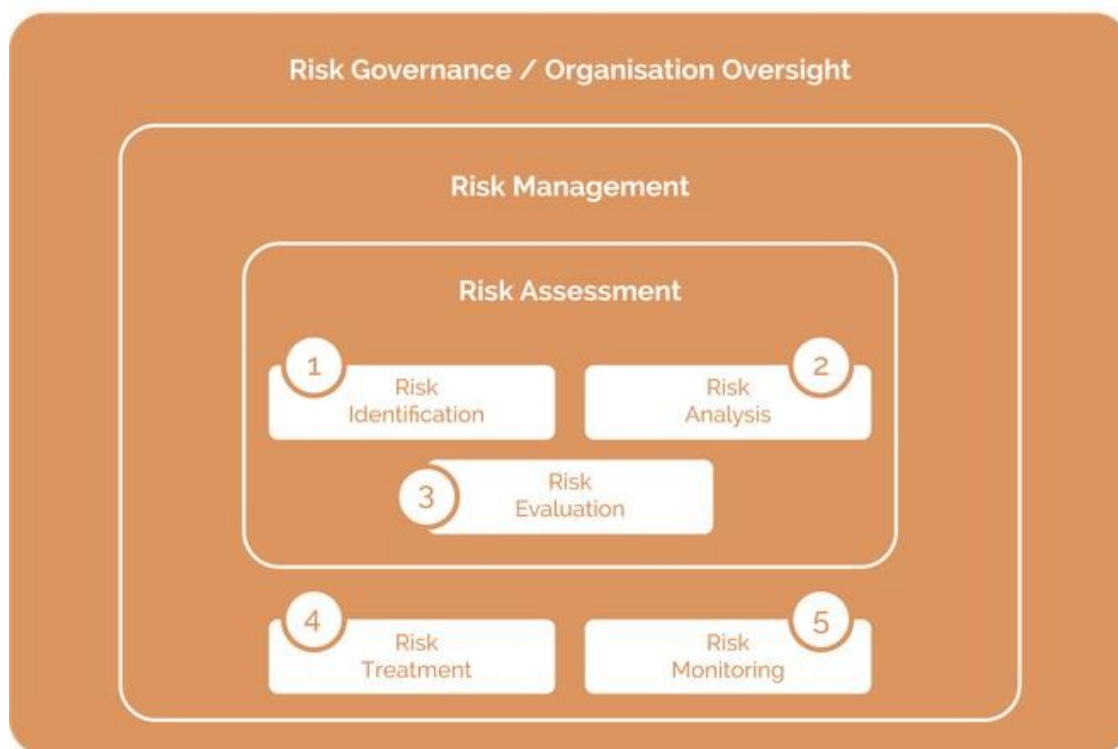 Risk Governance / Organisation Oversight
Risk Management
Risk Assessment
1
Risk
Identification
2
Risk
Analysis
3
Risk
Evaluation
4
Risk
Treatment
5
Risk
Monitoring